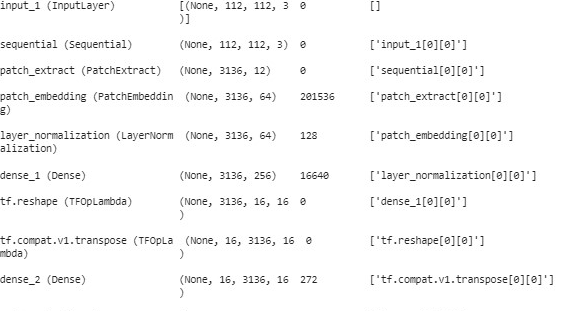 input_1 (InputLayer) [(None, 112, 112, 3 0 []
)]
sequential (Sequential) (None, 112, 112, 3) 0 ['input_1[0][0]']
patch_extract (PatchExtract) (None, 3136, 12) 0 ['sequential[0][0]']
patch_embedding (PatchEmbeddin (None, 3136, 64) 201536 ['patch_extract[0][0]']
g)
layer_normalization (LayerNorm (None, 3136, 64) 128 ['patch_embedding[0][0]']
alization)
dense_1 (Dense) (None, 3136, 256) 16640 ['layer_normalization[0][0]']
tf.reshape (TFOpLambda) (None, 3136, 16, 16 0 ['dense_1[0][0]']
)
tf.compat.v1.transpose (TFOpLa (None, 16, 3136, 16 0 ['tf.reshape[0][0]']
mbda) )
dense_2 (Dense) (None, 16, 3136, 16 272 ['tf.compat.v1.transpose[0][0]']
)